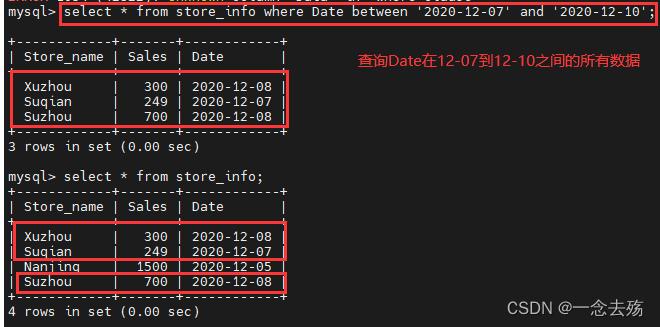 mysql> select * from store_info where Date between '2020-12-07' and '2020-12-10';
+------------+-------+------------+
| Store_name | Sales | Date       |
+------------+-------+------------+
| Xuzhou     |   300 | 2020-12-08 |
| Suqian     |   249 | 2020-12-07 |
| Suzhou     |   700 | 2020-12-08 |
+------------+-------+------------+
3 rows in set (0.00 sec)
查询Date在12-07到12-10之间的所有数据
mysql> select * from store_info;
+------------+-------+------------+
| Store_name | Sales | Date       |
+------------+-------+------------+
| Xuzhou     |   300 | 2020-12-08 |
| Suqian     |   249 | 2020-12-07 |
| Nanjing    |  1500 | 2020-12-05 |
| Suzhou     |   700 | 2020-12-08 |
+------------+-------+------------+
4 rows in set (0.00 sec)
CSDN @一念去殇